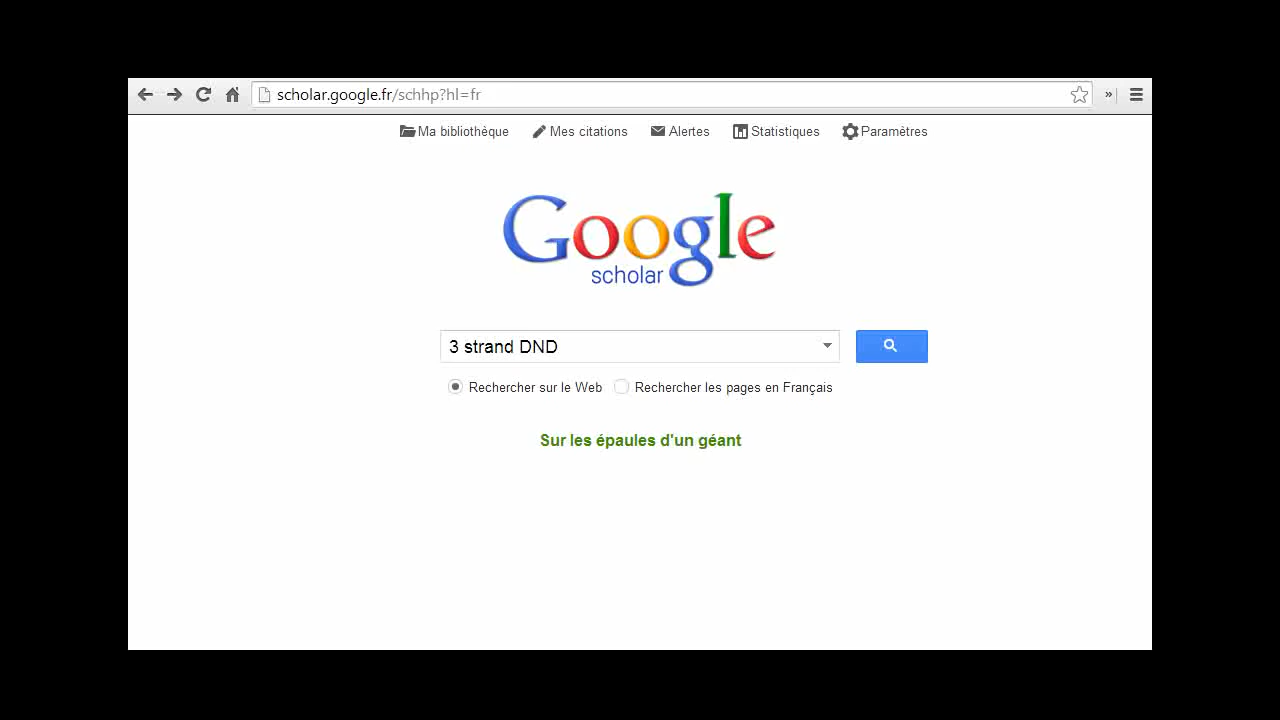 scholar.google.fr/schhp?hl=fr »
Ma bibliothèque Mes citations Alertes Statistiques Paramètres
Google
scholar
3 strand DND
Rechercher sur le Web Rechercher les pages en Français
Sur les épaules d'un géant